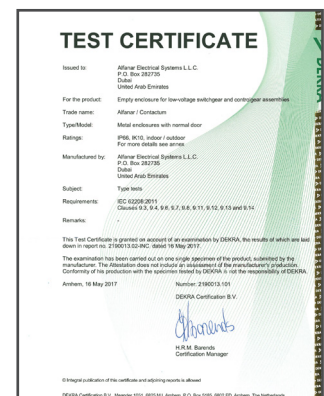 TEST CERTIFICATE
DEKRA
Issued to: Alfanar Electrical Systems L.L.C.
P.O. Box 282735
Dubai
United Arab Emirates
For the product: Empty enclosure for low-voltage switchgear and controlgear assemblies
Trade name: Alfanar / Contactum
Type/Model: Metal enclosures with normal door
Ratings: IP66, IK10, indoor / outdoor
For more details see annex
Manufactured by: Alfanar Electrical Systems L.L.C.
P.O. Box 282735
Dubai
United Arab Emirates
Subject: Type tests
Requirements: IEC 62208:2011
Clauses 9.3, 9.4, 9.6, 9.7, 9.8, 9.11, 9.12, 9.13 and 9.14
Remarks: -
This Test Certificate is granted on account of an examination by DEKRA, the results of which are laid
down in report no. 2190013.02-INC. dated 16 May 2017.
The examination has been carried out on one single specimen of the product, submitted by the
manufacturer. The Attestation does not include an assessment of the manufacturer's production.
Conformity of his production with the specimen tested by DEKRA is not the responsibility of DEKRA.
Arnhem, 16 May 2017 Number: 2190013.101
DEKRA Certification B.V.
H.R.M. Barends
Certification Manager
© Integral publication of this certificate and adjoining reports is allowed